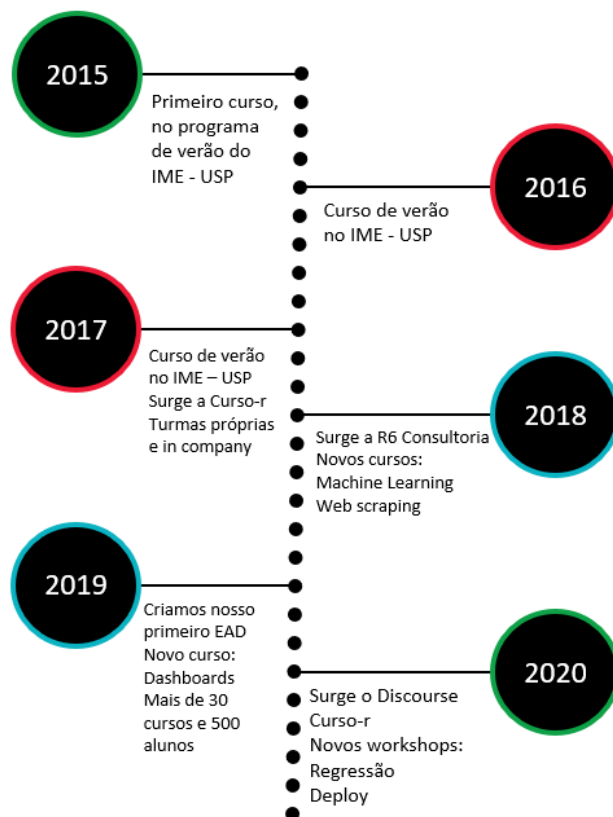 2015
Primeiro curso,
no programa
de verão do
IME - USP
2016
Curso de verão
no IME - USP
2017
Curso de verão
no IME – USP
Surge a Curso-r
Turmas próprias
e in company
2018
Surge a R6 Consultoria
Novos cursos:
Machine Learning
Web scraping
2019
Criamos nosso
primeiro EAD
Novo curso:
Dashboards
Mais de 30
cursos e 500
alunos
2020
Surge o Discourse
Curso-r
Novos workshops:
Regressão
Deploy